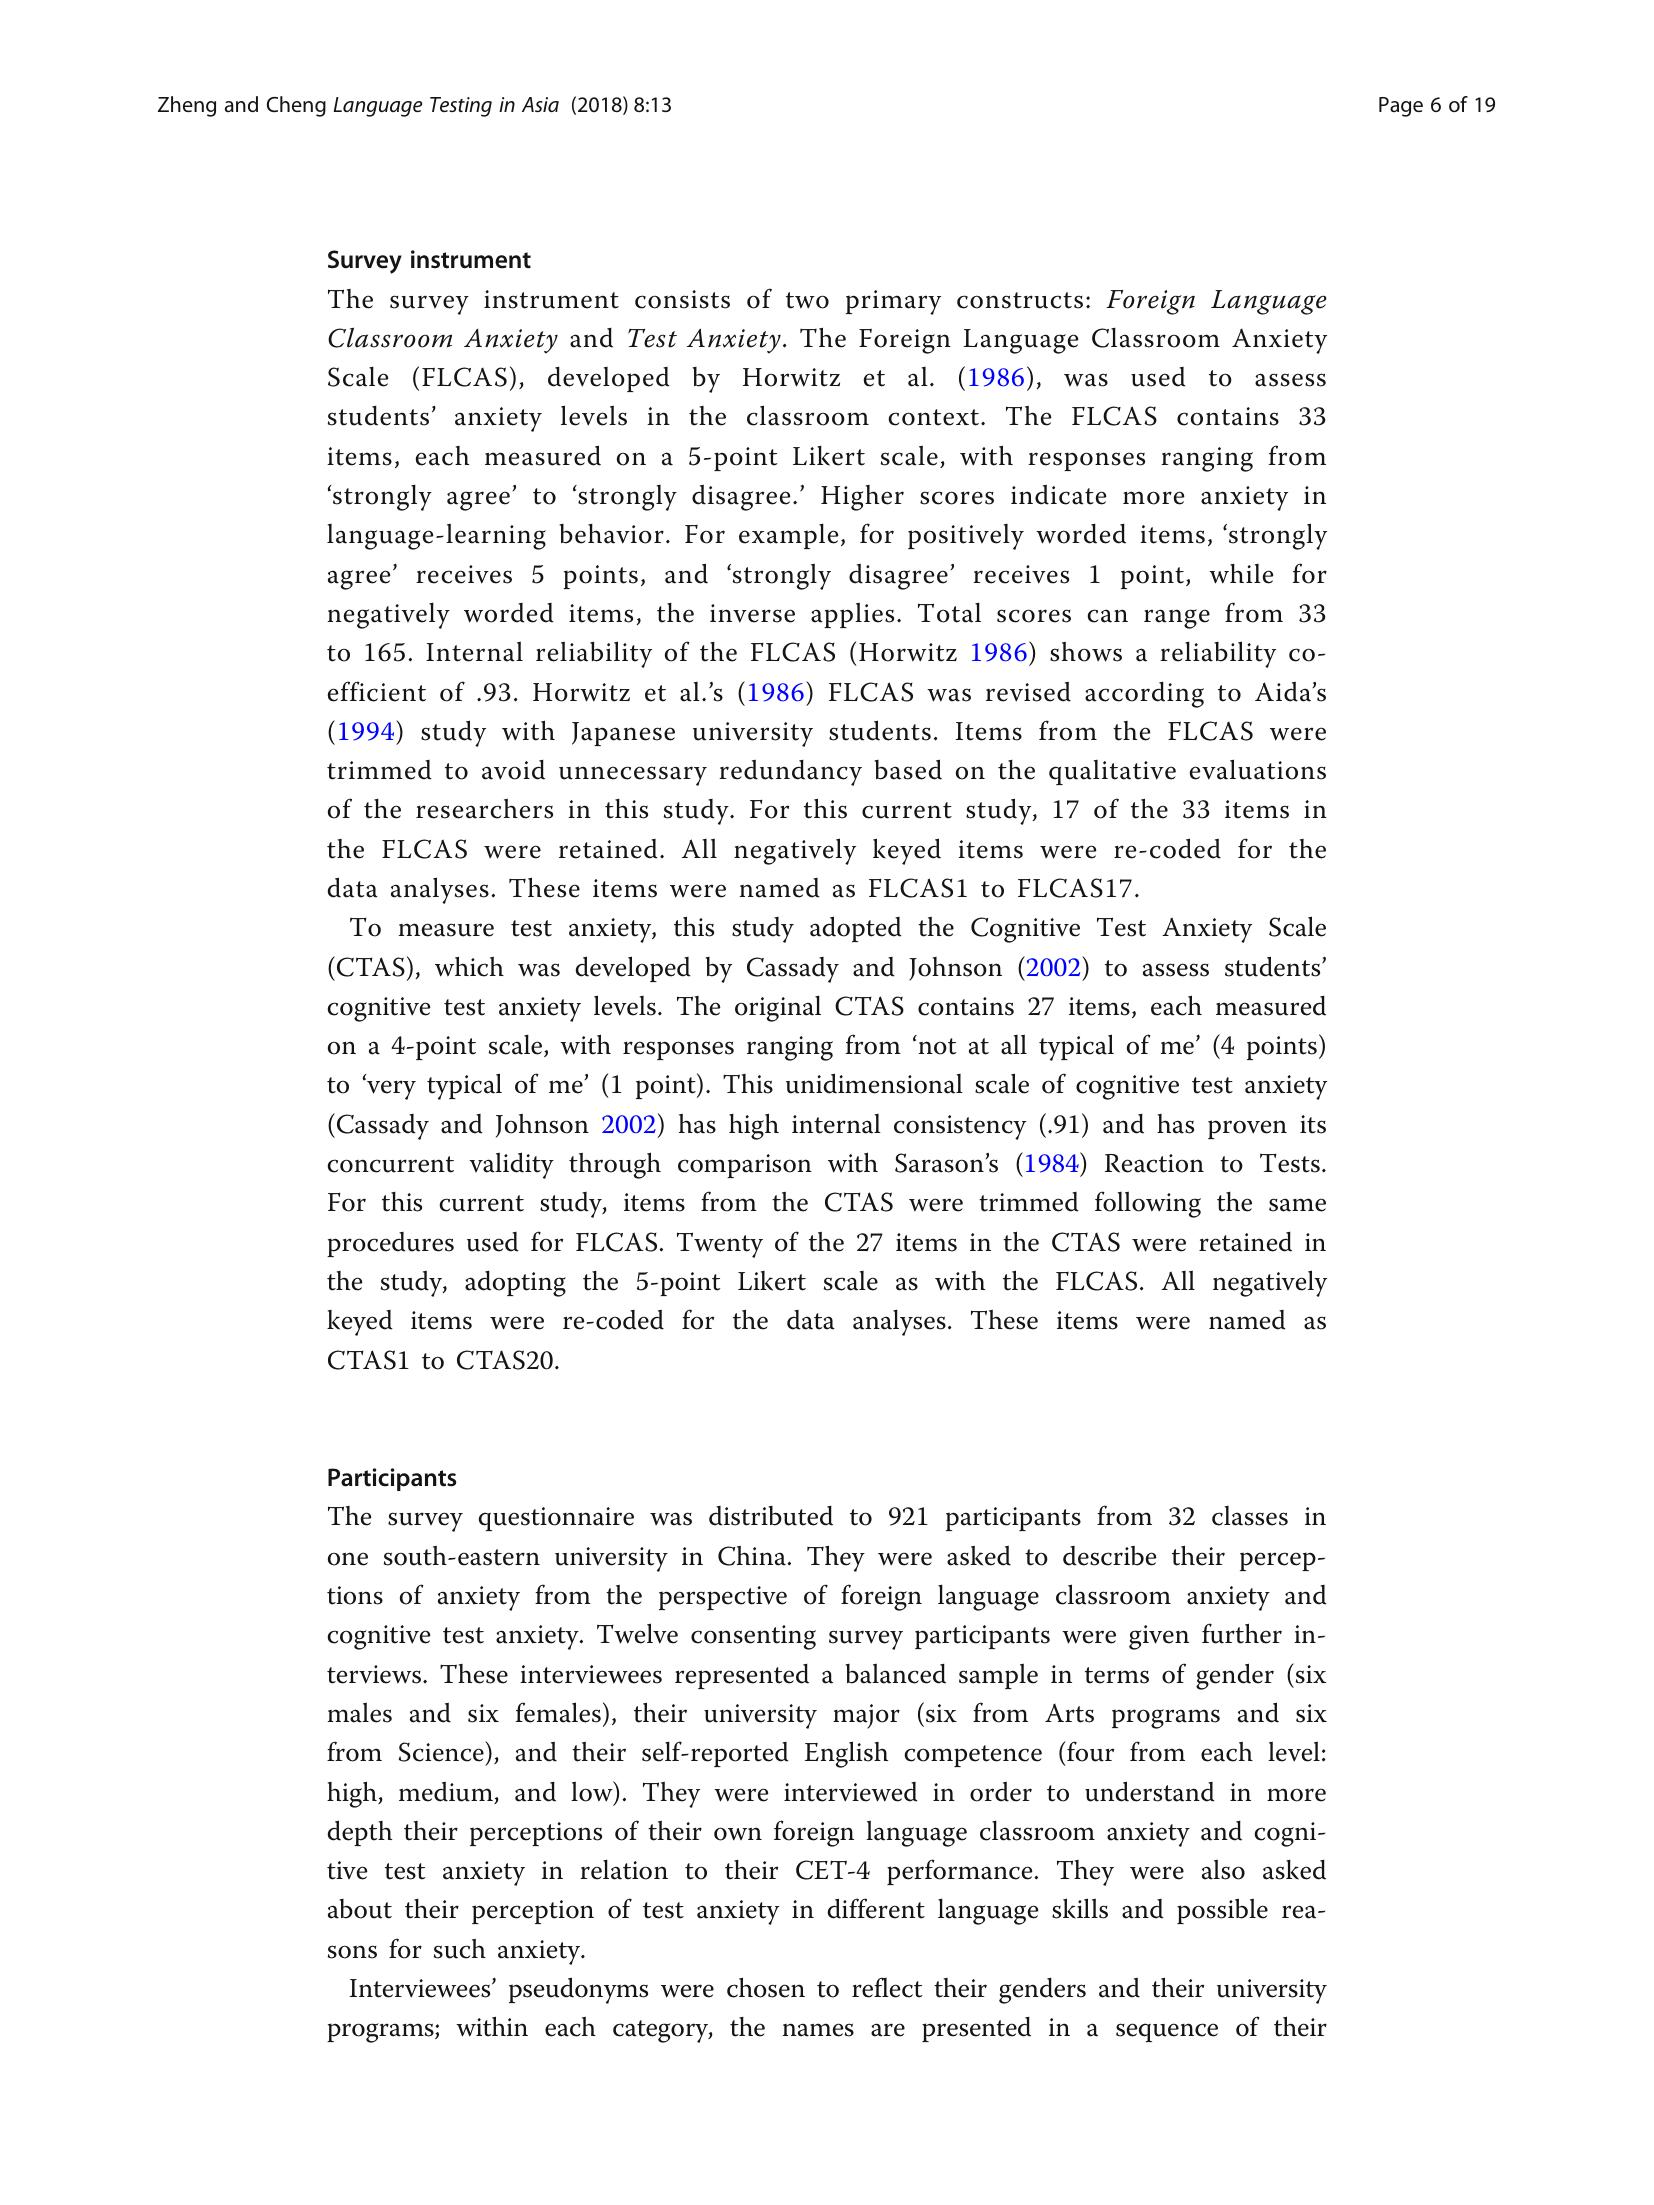 Zheng and Cheng Language Testing in Asia (2018) 8:13
Page 6 of 19
Survey instrument
The survey instrument consists of two primary constructs: Foreign Language
Classroom Anxiety and Test Anxiety. The Foreign Language Classroom Anxiety
Scale (FLCAS), developed by Horwitz et al. (1986), was used to assess
students’ anxiety levels in the classroom context. The FLCAS contains 33
items, each measured on a 5-point Likert scale, with responses ranging from
‘strongly agree’ to ‘strongly disagree.’ Higher scores indicate more anxiety in
language-learning behavior. For example, for positively worded items, ‘strongly
agree’ receives 5 points, and ‘strongly disagree’ receives 1 point, while for
negatively worded items, the inverse applies. Total scores can range from 33
to 165. Internal reliability of the FLCAS (Horwitz 1986) shows a reliability co-
efficient of .93. Horwitz et al.’s (1986) FLCAS was revised according to Aida’s
(1994) study with Japanese university students. Items from the FLCAS were
trimmed to avoid unnecessary redundancy based on the qualitative evaluations
of the researchers in this study. For this current study, 17 of the 33 items in
the FLCAS were retained. All negatively keyed items were re-coded for the
data analyses. These items were named as FLCAS1 to FLCAS17.
To measure test anxiety, this study adopted the Cognitive Test Anxiety Scale
(CTAS), which was developed by Cassady and Johnson (2002) to assess students’
cognitive test anxiety levels. The original CTAS contains 27 items, each measured
on a 4-point scale, with responses ranging from ‘not at all typical of me’ (4 points)
to ‘very typical of me’ (1 point). This unidimensional scale of cognitive test anxiety
(Cassady and Johnson 2002) has high internal consistency (.91) and has proven its
concurrent validity through comparison with Sarason’s (1984) Reaction to Tests.
For this current study, items from the CTAS were trimmed following the same
procedures used for FLCAS. Twenty of the 27 items in the CTAS were retained in
the study, adopting the 5-point Likert scale as with the FLCAS. All negatively
keyed items were re-coded for the data analyses. These items were named as
CTAS1 to CTAS20.
Participants
The survey questionnaire was distributed to 921 participants from 32 classes in
one south-eastern university in China. They were asked to describe their percep-
tions of anxiety from the perspective of foreign language classroom anxiety and
cognitive test anxiety. Twelve consenting survey participants were given further in-
terviews. These interviewees represented a balanced sample in terms of gender (six
males and six females), their university major (six from Arts programs and six
from Science), and their self-reported English competence (four from each level:
high, medium, and low). They were interviewed in order to understand in more
depth their perceptions of their own foreign language classroom anxiety and cogni-
tive test anxiety in relation to their CET-4 performance. They were also asked
about their perception of test anxiety in different language skills and possible rea-
sons for such anxiety.
Interviewees’ pseudonyms were chosen to reflect their genders and their university
programs; within each category, the names are presented in a sequence of their